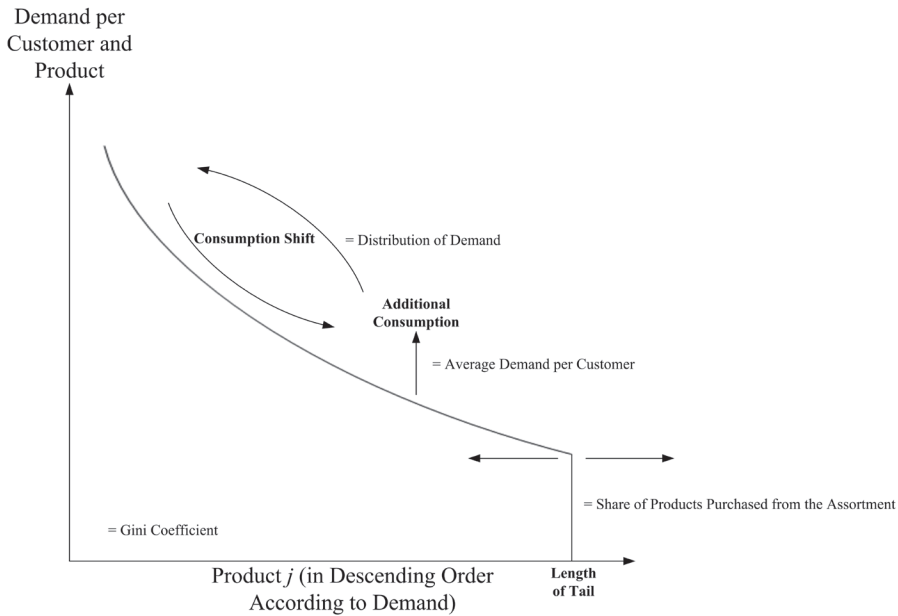 Demand per
Customer and
Product
Consumption Shift
= Distribution of Demand
Additional
Consumption
= Average Demand per Customer
= Share of Products Purchased from the Assortment
= Gini Coefficient
Product j (in Descending Order
According to Demand)
Length
of Tail